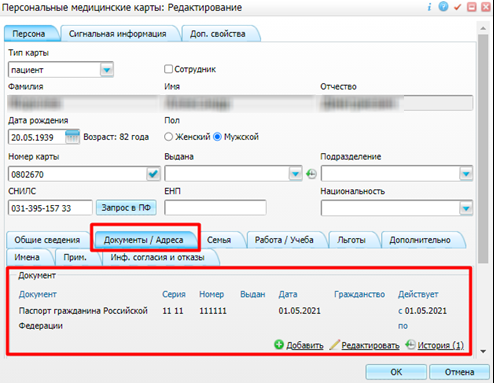 Персональные медицинские карты: Редактирование
Персона Сигнальная информация Доп. свойства
Тип карты
пациент Сотрудник
Фамилия Имя Отчество
Дата рождения Пол
20.05.1939 Возраст: 82 года Женский Мужской
Номер карты Выдана Подразделение
0802670
СНИЛС ЕНП Национальность
031-395-157 33 Запрос в ПФ
Общие сведения Документы / Адреса Семья Работа / Учеба Льготы Дополнительно
Имена Прим. Инф. согласия и отказы
Документ
Документ Серия Номер Выдан Дата Гражданство Действует
Паспорт гражданина Российской 11 11 111111 01.05.2021 с 01.05.2021
Федерации по
Добавить Редактировать История (1)
ОК Отмена